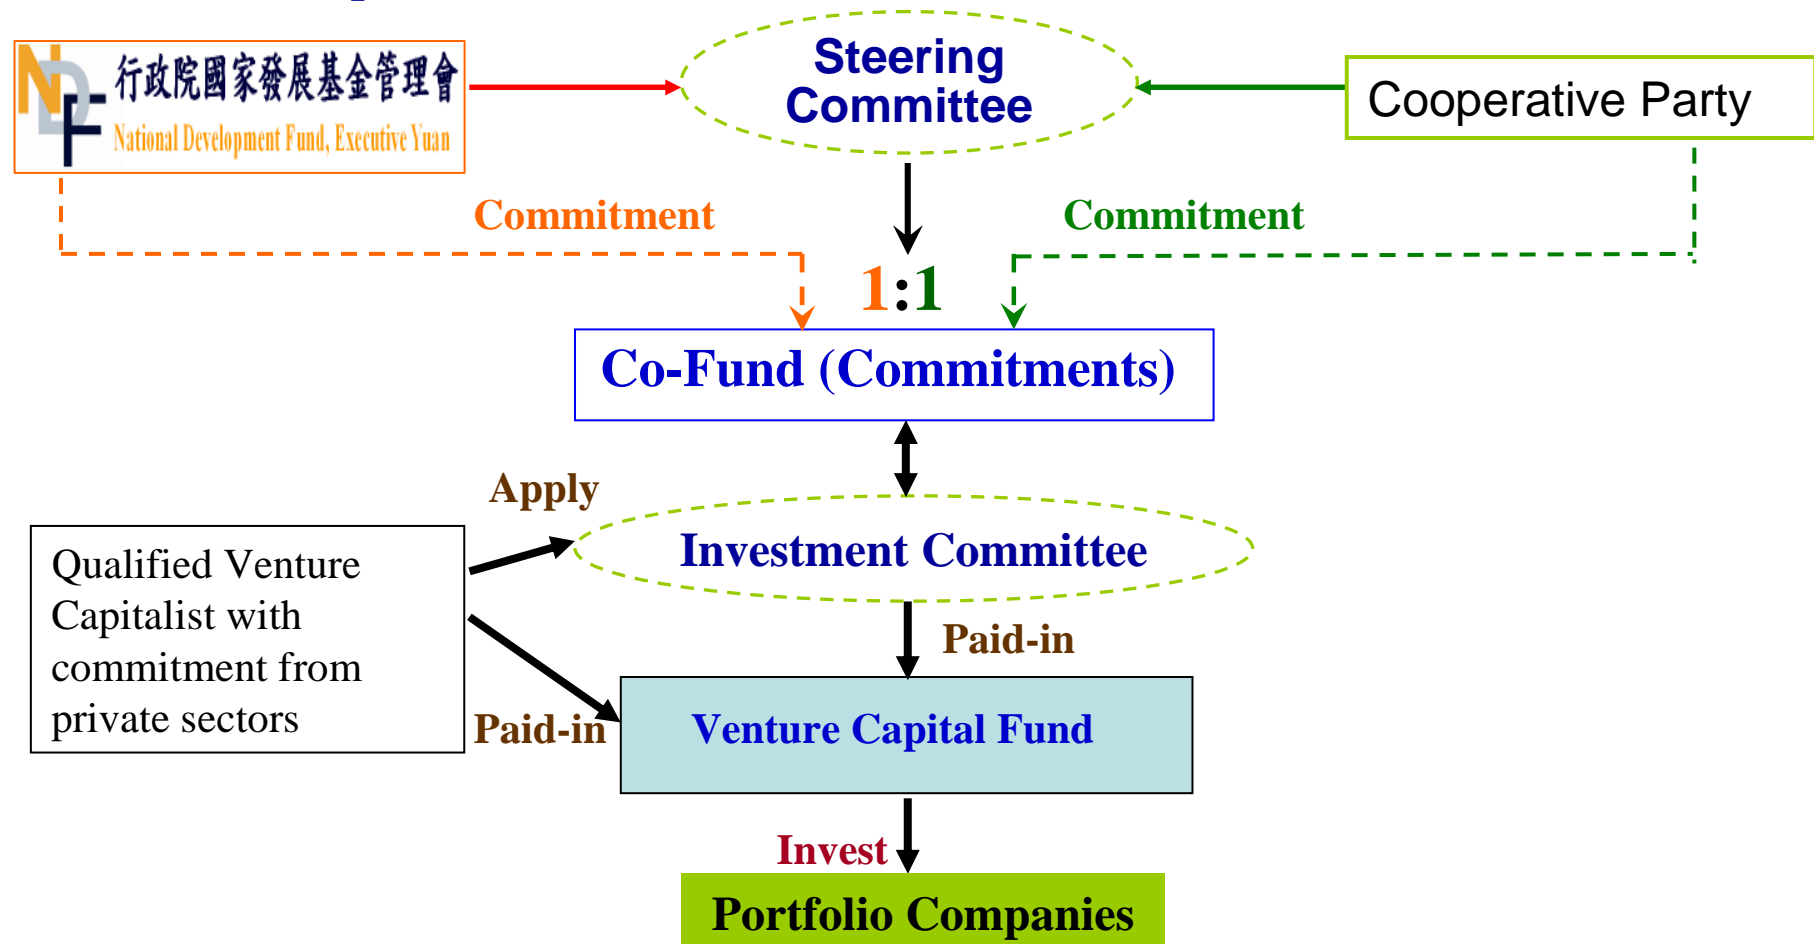 Steering
Committee
NDF
行政院國家發展基金管理會
National Development Fund, Executive Yuan
Cooperative Party
Commitment
Commitment
1:1
Co-Fund (Commitments)
Apply
Investment Committee
Qualified Venture
Capitalist with
commitment from
private sectors
Paid-in
Paid-in
Venture Capital Fund
Invest
Portfolio Companies